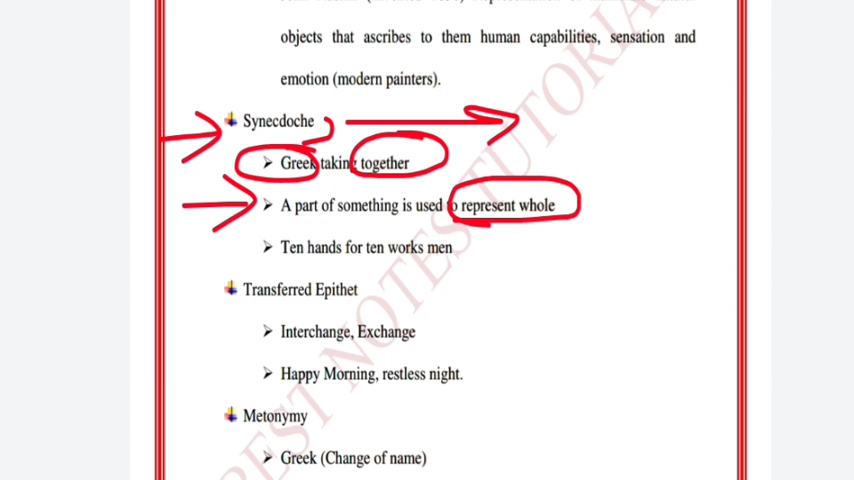 objects that ascribes to them human capabilities, sensation and
emotion (modern painters).
Synecdoche
Greek taking together
A part of something is used to represent whole
Ten hands for ten works men
Transferred Epithet
Interchange, Exchange
Happy Morning, restless night.
Metonymy
Greek (Change of name)
BEST NOTES TUTORIA